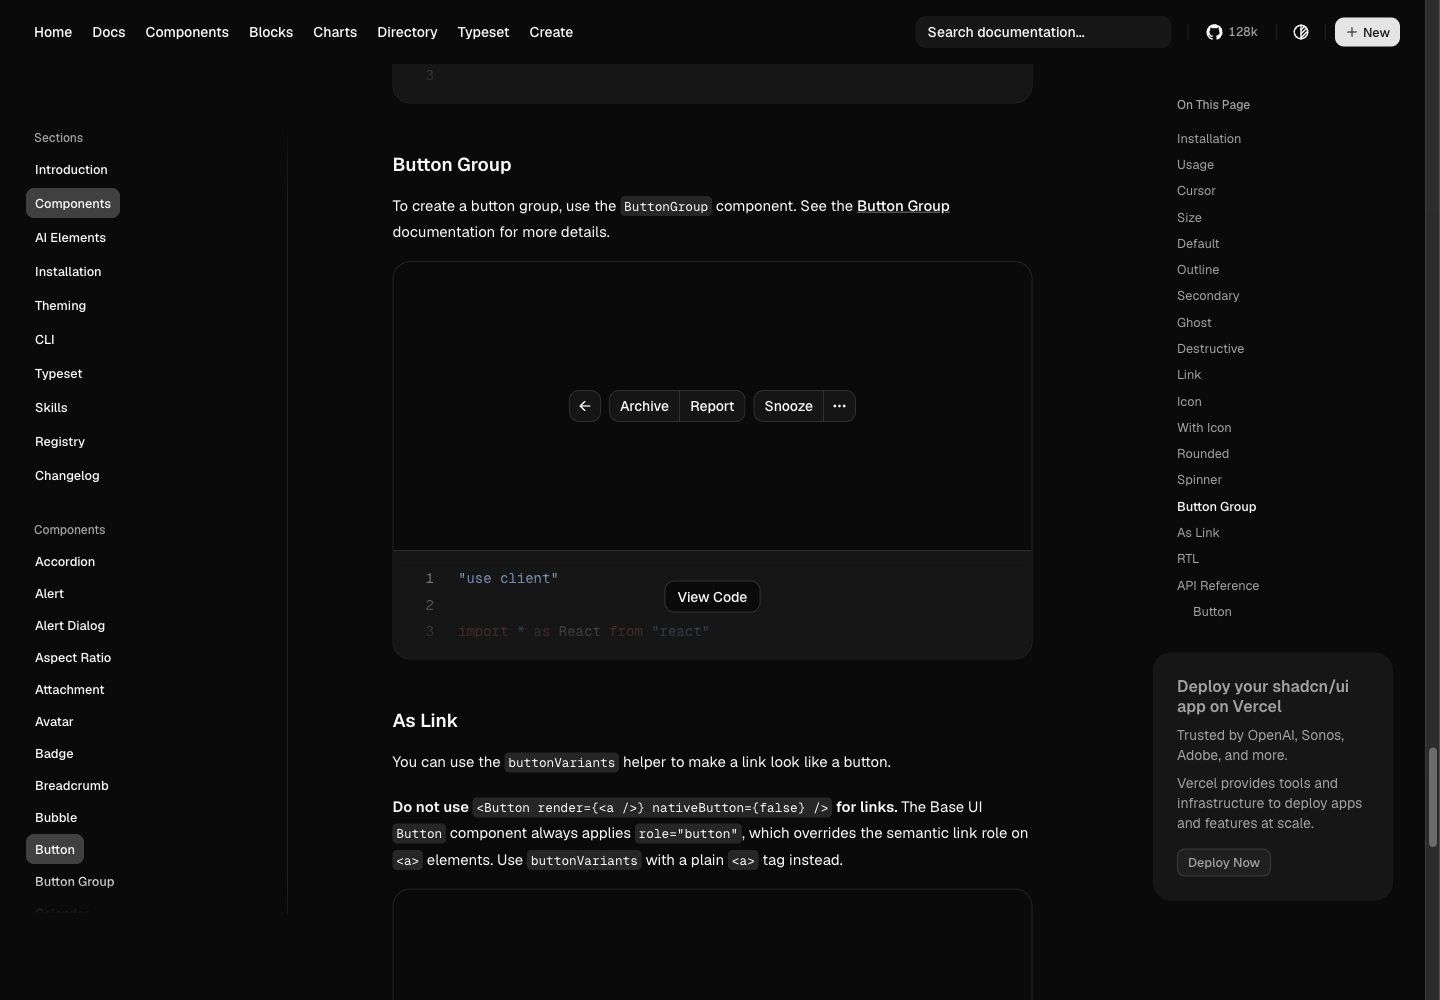 Home Docs Components Blocks Charts Directory Typeset Create
Search documentation...
128k
New
Sections
Introduction
Components
AI Elements
Installation
Theming
CLI
Typeset
Skills
Registry
Changelog
Components
Accordion
Alert
Alert Dialog
Aspect Ratio
Attachment
Avatar
Badge
Breadcrumb
Bubble
Button
Button Group
Calendar
3
Button Group
To create a button group, use the ButtonGroup component. See the Button Group
documentation for more details.
Archive Report Snooze
1 "use client"
View Code
2
3 import * as React from "react"
As Link
You can use the buttonVariants helper to make a link look like a button.
Do not use <Button render={<a />} nativeButton={false} /> for links. The Base UI
Button component always applies role="button", which overrides the semantic link role on
<a> elements. Use buttonVariants with a plain <a> tag instead.
On This Page
Installation
Usage
Cursor
Size
Default
Outline
Secondary
Ghost
Destructive
Link
Icon
With Icon
Rounded
Spinner
Button Group
As Link
RTL
API Reference
Button
Deploy your shadcn/ui
app on Vercel
Trusted by OpenAI, Sonos,
Adobe, and more.
Vercel provides tools and
infrastructure to deploy apps
and features at scale.
Deploy Now